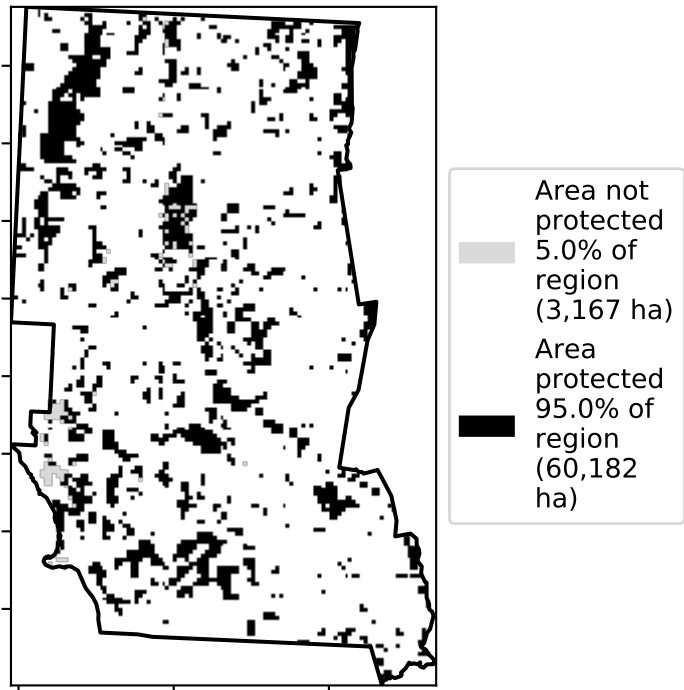 Area not
protected
5.0% of
region
(3,167 ha)
Area
protected
95.0% of
region
(60,182
ha)